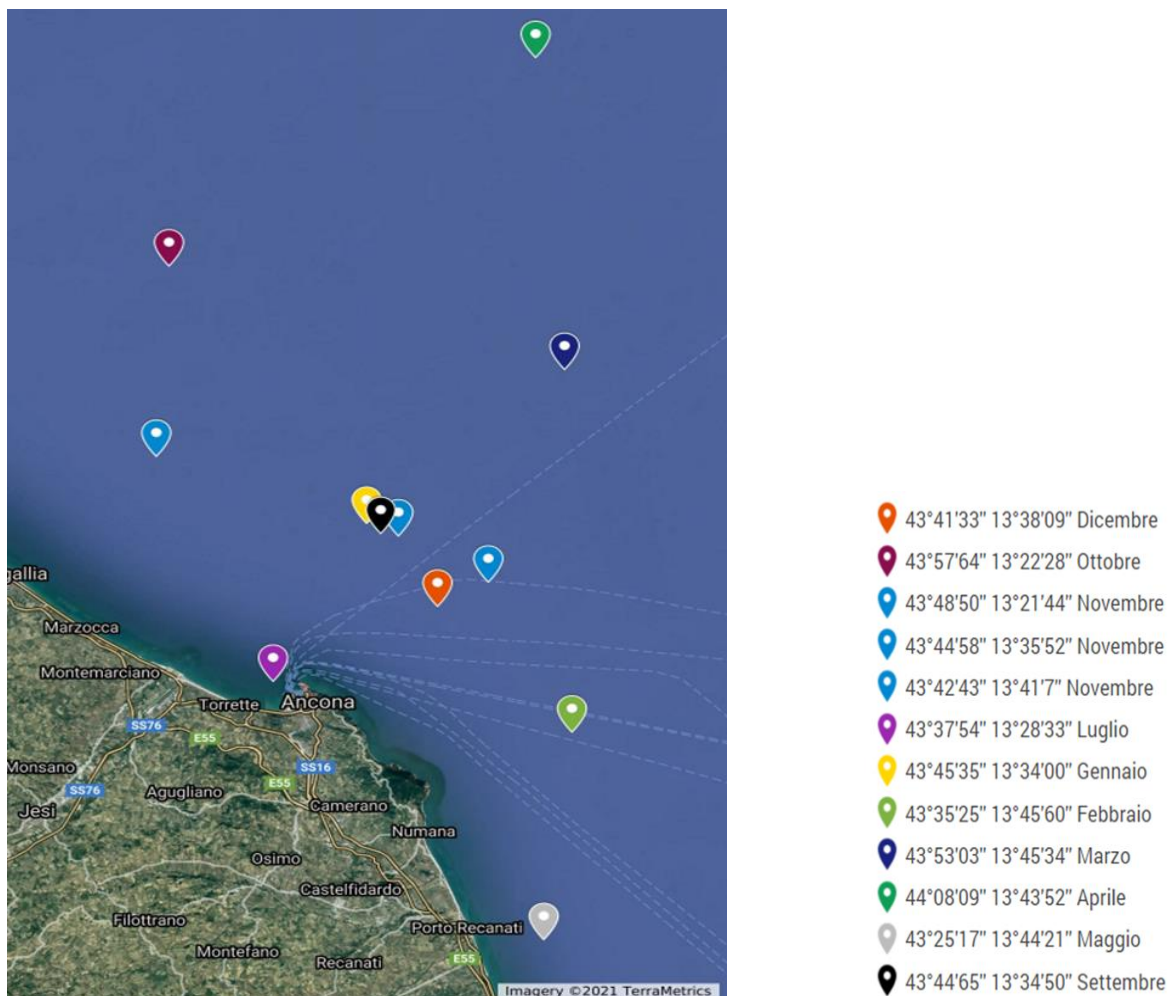 gallia
Marzocca
Montemarciano
Torrette
Ancona
SS76
E55
Monsano
SS16
E55
SS76
Agugliano
Camerano
Jesi
Numana
Osimo
Castelfidardo
Filottrano
Porto Recanati
Montefano
Recanati
E55
Imagery ©2021 TerraMetrics
43°41'33" 13°38'09" Dicembre
43°57'64" 13°22'28" Ottobre
43°48'50" 13°21'44" Novembre
43°44'58" 13°35'52" Novembre
43°42'43" 13°41'7" Novembre
43°37'54" 13°28'33" Luglio
43°45'35" 13°34'00" Gennaio
43°35'25" 13°45'60" Febbraio
43°53'03" 13°45'34" Marzo
44°08'09" 13°43'52" Aprile
43°25'17" 13°44'21" Maggio
43°44'65" 13°34'50" Settembre